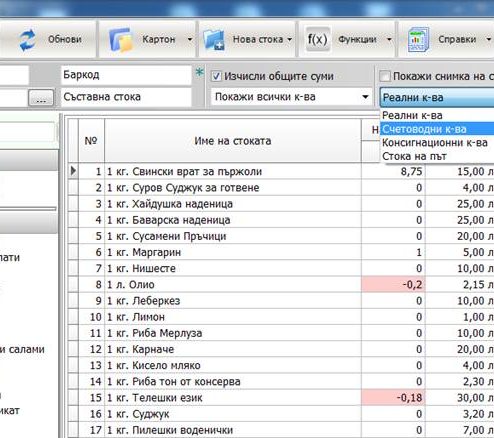 Обнови
Картон
Нова стока
f(x) Функции
Справки
Баркод
*
Изчисли общите суми
Покажи снимка на с
...
Съставна стока
Покажи всички к-ва
Реални к-ва
Реални к-ва
Счетоводни к-ва
Консигнационни к-ва
Стока на път
№ Име на стоката Н
1 1 кг. Свински врат за пържоли 8,75 15,00 л
2 1 кг. Суров Суджук за готвене 0 4,00 л
3 1 кг. Хайдушка наденица 0 25,00 л
4 1 кг. Баварска наденица 0 25,00 л
5 1 кг. Сусамени Пръчици 0 20,00 л
6 1 кг. Маргарин 1 5,00 л
7 1 кг. Нишесте 0 10,00 л
8 1 л. Олио -0,2 2,15 л
9 1 кг. Леберкез 0 10,00 л
10 1 кг. Лимон 0 1,00 л
11 1 кг. Риба Мерлуза 0 10,00 л
12 1 кг. Карначе 0 20,00 л
13 1 кг. Кисело мляко 0 4,00 л
14 1 кг. Риба тон от консерва 0 2,30 л
15 1 кг. Телешки език -0,18 30,00 л
16 1 кг. Суджук 0 3,20 л
17 1 кг. Пилешки воденички 0 7,00 л
лати
и салами
икат